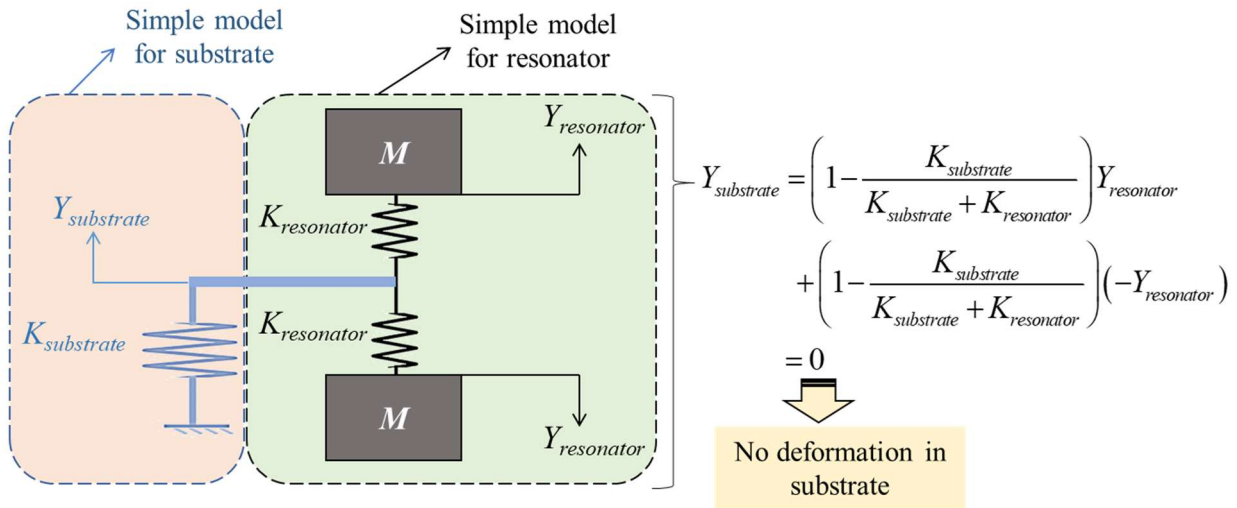 Simple model
for substrate
Simple model
for resonator
Y_substrate
K_substrate
M
Y_resonator
K_resonator
K_resonator
M
Y_resonator
Y_substrate = (1 - K_substrate / (K_substrate + K_resonator)) Y_resonator
+ (1 - K_substrate / (K_substrate + K_resonator)) (-Y_resonator)
= 0
No deformation in
substrate